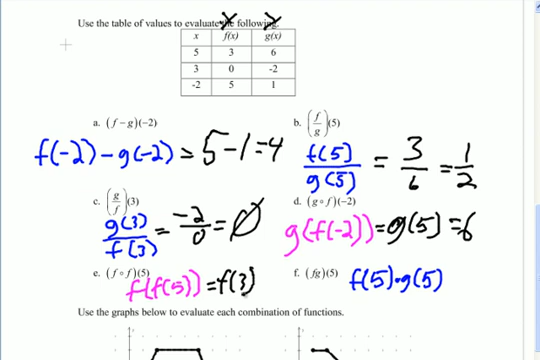 Use the table of values to evaluate the following.
x f(x) g(x)
5 3 6
3 0 -2
-2 5 1
a. (f – g)(-2)
f(-2) - g(-2) = 5 - 1 = 4
b. (f/g)(5)
f(5)/g(5) = 3/6 = 1/2
c. (g/f)(3)
g(3)/f(3) = -2/0 = Ø
d. (g∘f)(-2)
g(f(-2)) = g(5) = 6
e. (f∘f)(5)
f(f(5)) = f(3)
f. (fg)(5)
f(5)·g(5)
Use the graphs below to evaluate each combination of functions.